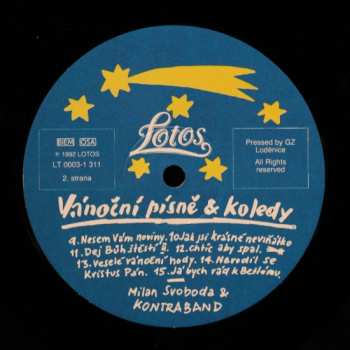 Lotos
BIEM OSA
℗ 1992 LOTOS
LT 0003-1 311
2. strana
Pressed by GZ
Loděnice
All Rights
reserved
Vánoční písně & koledy
9. Nesem Vám noviny. 10. Jak jsi krásné neviňátko
11. Dej Bůh štěstí II. 12. Chtíc aby spal.
13. Veselé vánoční hody. 14. Narodil se
Kristus Pán. 15. Já bych rád k Betlému
Milan Svoboda &
KONTRABAND